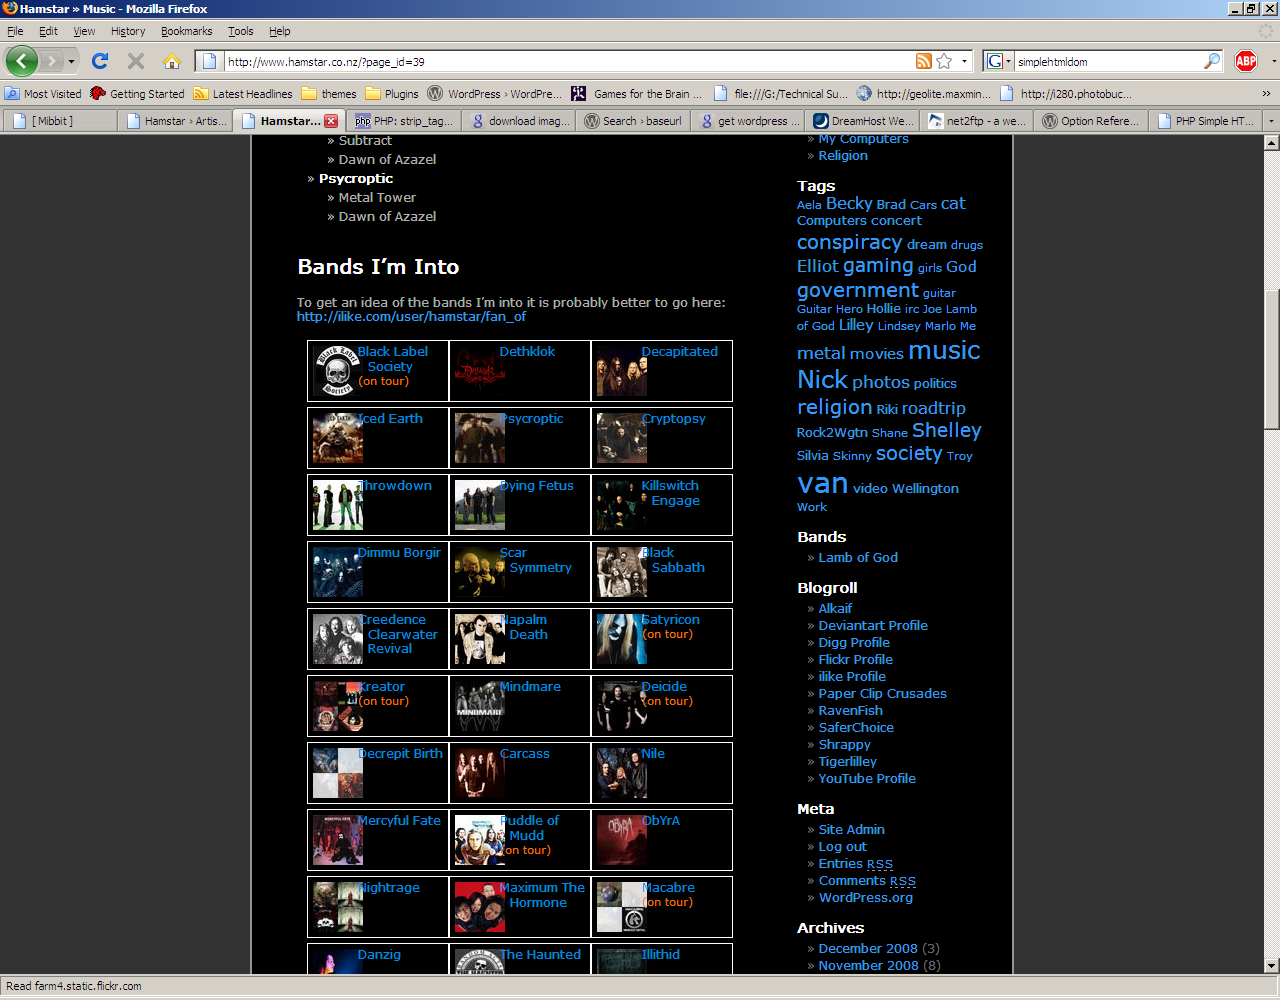 Hamstar » Music - Mozilla Firefox
File Edit View History Bookmarks Tools Help
http://www.hamstar.co.nz/?page_id=39
G simplehtmldom
ABP
Most Visited Getting Started Latest Headlines themes Plugins WordPress › WordPre... Games for the Brain ... file:///G:/Technical Su... http://geolite.maxmin... http://i280.photobuc... »
[ Mibbit ] Hamstar › Artis... Hamstar... PHP: strip_tag... download imag... Search › baseurl get wordpress ... DreamHost We... net2ftp - a we... Option Refere... PHP Simple HT...
» Subtract
» Dawn of Azazel
» Psycroptic
» Metal Tower
» Dawn of Azazel
Bands I'm Into
To get an idea of the bands I'm into it is probably better to go here:
http://ilike.com/user/hamstar/fan_of
Black Label Society (on tour)
Dethklok
Decapitated
Iced Earth
Psycroptic
Cryptopsy
Throwdown
Dying Fetus
Killswitch Engage
Dimmu Borgir
Scar Symmetry
Black Sabbath
Creedence Clearwater Revival
Napalm Death
Satyricon (on tour)
Kreator (on tour)
Mindmare
MINDMARE
Deicide (on tour)
Decrepit Birth
Carcass
Nile
Mercyful Fate
Puddle of Mudd (on tour)
ObYrA
Nightrage
Maximum The Hormone
Macabre (on tour)
Danzig
The Haunted
Illithid
» My Computers
» Religion
Tags
Aela Becky Brad Cars cat
Computers concert
conspiracy dream drugs
Elliot gaming girls God
government guitar
Guitar Hero Hollie irc Joe Lamb
of God Lilley Lindsey Marlo Me
metal movies music
Nick photos politics
religion Riki roadtrip
Rock2Wgtn Shane Shelley
Silvia Skinny society Troy
van video Wellington
Work
Bands
» Lamb of God
Blogroll
» Alkaif
» Deviantart Profile
» Digg Profile
» Flickr Profile
» ilike Profile
» Paper Clip Crusades
» RavenFish
» SaferChoice
» Shrappy
» Tigerlilley
» YouTube Profile
Meta
» Site Admin
» Log out
» Entries RSS
» Comments RSS
» WordPress.org
Archives
» December 2008 (3)
» November 2008 (8)
Read farm4.static.flickr.com